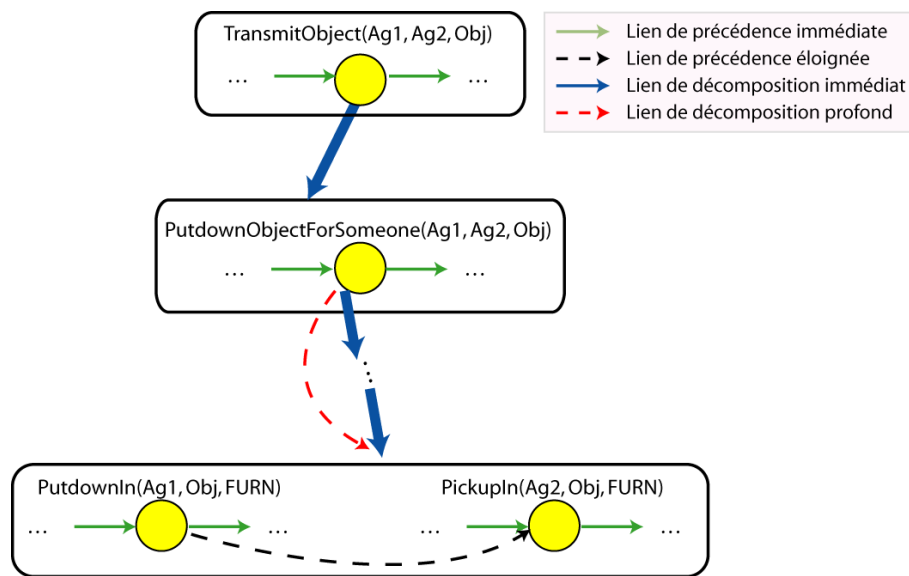 TransmitObject(Ag1, Ag2, Obj)
... ...
Lien de précédence immédiate
Lien de précédence éloignée
Lien de décomposition immédiat
Lien de décomposition profond
PutdownObjectForSomeone(Ag1, Ag2, Obj)
... ...
...
PutdownIn(Ag1, Obj, FURN) PickupIn(Ag2, Obj, FURN)
... ... ... ...